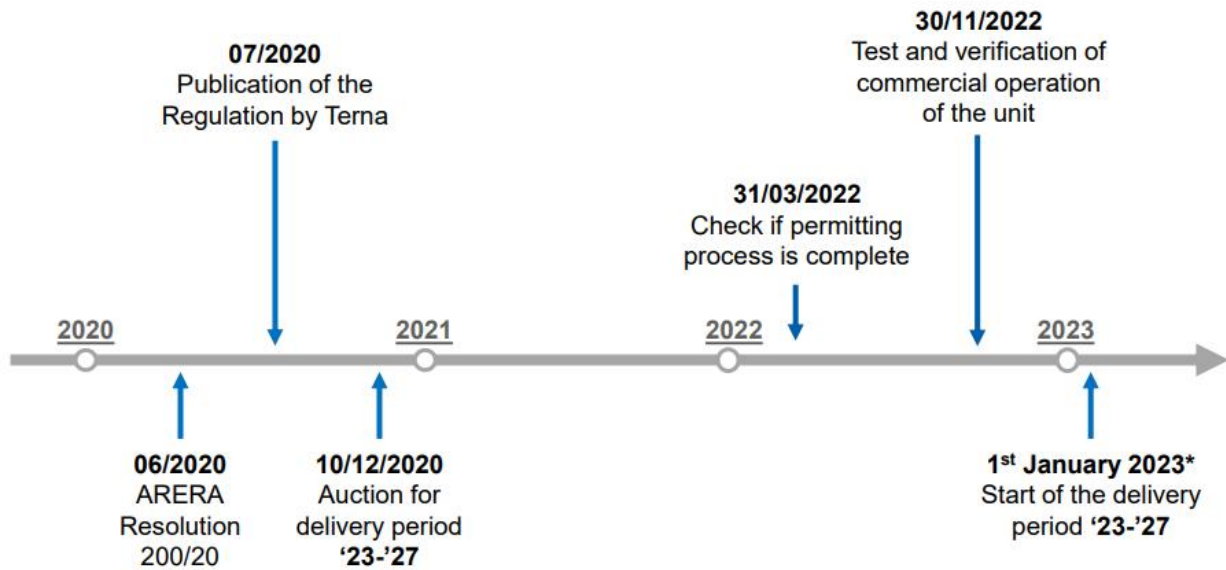 07/2020
Publication of the
Regulation by Terna
30/11/2022
Test and verification of
commercial operation
of the unit
31/03/2022
Check if permitting
process is complete
2020
2021
2022
2023
06/2020
ARERA
Resolution
200/20
10/12/2020
Auction for
delivery period
‘23-’27
1st January 2023*
Start of the delivery
period ‘23-’27